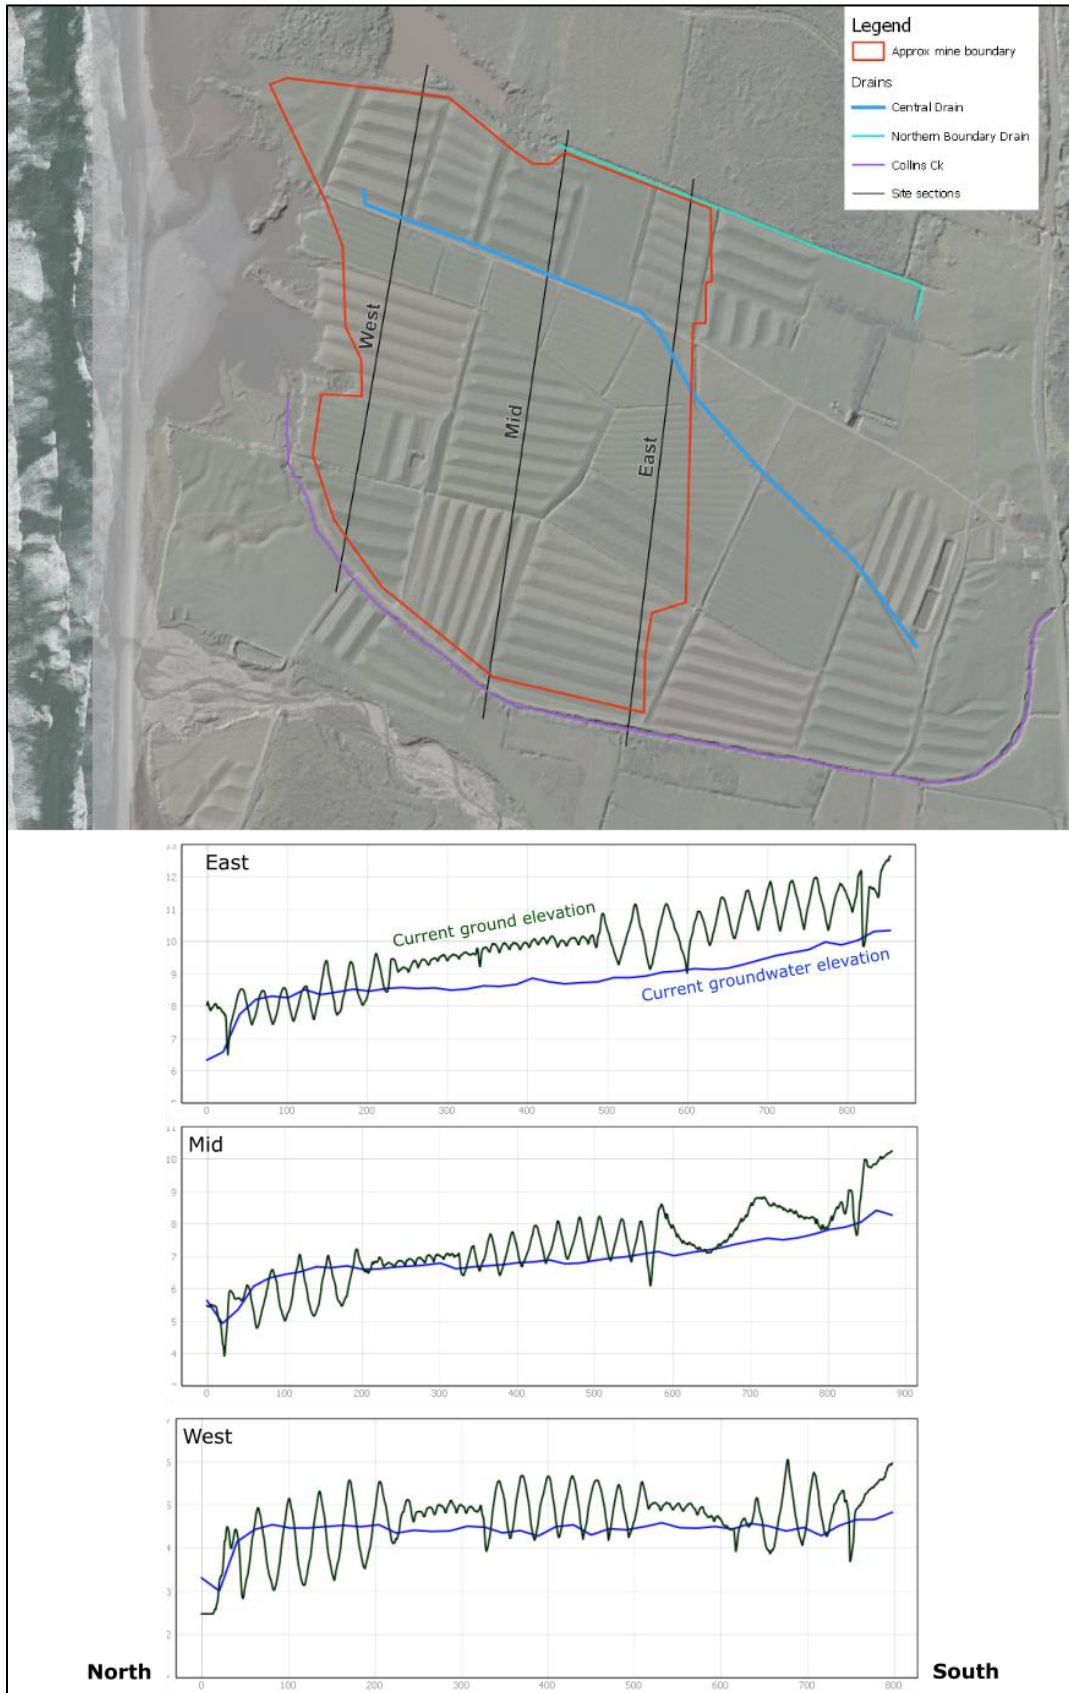 Legend
Approx mine boundary
Drains
Central Drain
Northern Boundary Drain
Collins Ck
Site sections
West
Mid
East
East
Current ground elevation
Current groundwater elevation
12
11
10
9
8
7
6
0 100 200 300 400 500 600 700 800
Mid
11
10
9
8
7
6
5
4
0 100 200 300 400 500 600 700 800 900
West
5
4
3
2
0 100 200 300 400 500 600 700 800
North
South